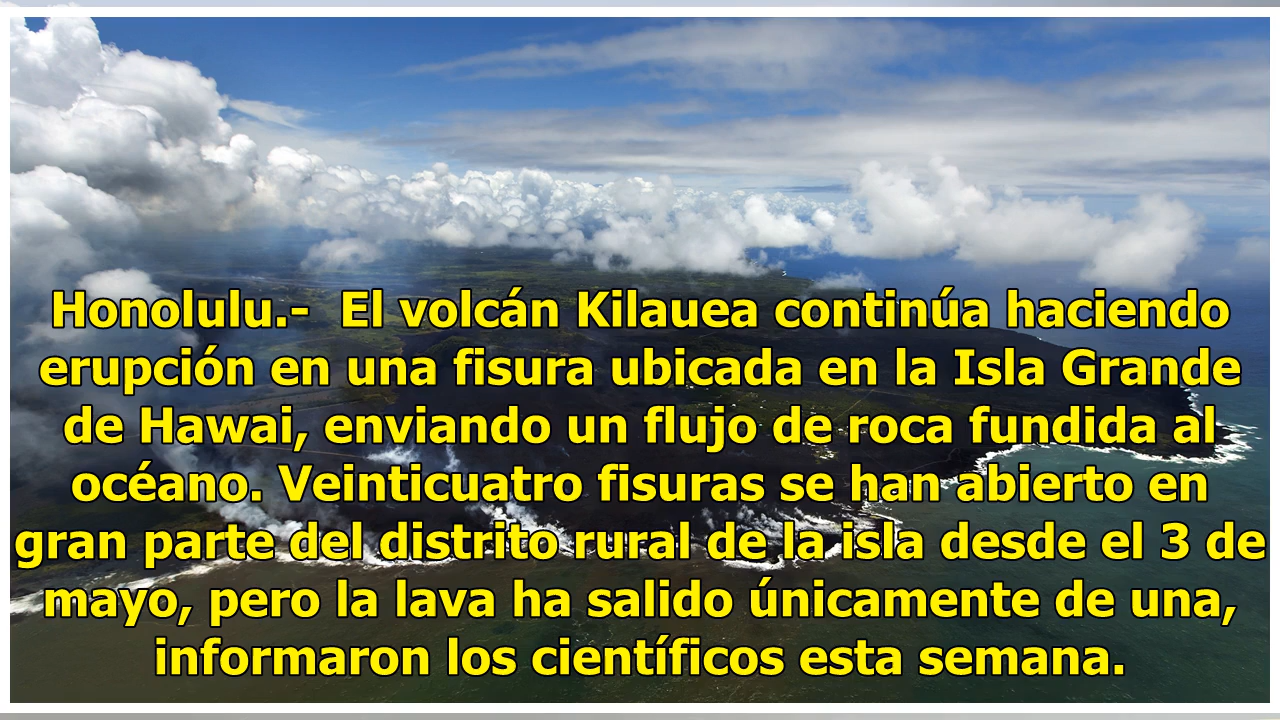 Honolulu.-  El volcán Kilauea continúa haciendo
erupción en una fisura ubicada en la Isla Grande
de Hawai, enviando un flujo de roca fundida al
océano. Veinticuatro fisuras se han abierto en
gran parte del distrito rural de la isla desde el 3 de
mayo, pero la lava ha salido únicamente de una,
informaron los científicos esta semana.